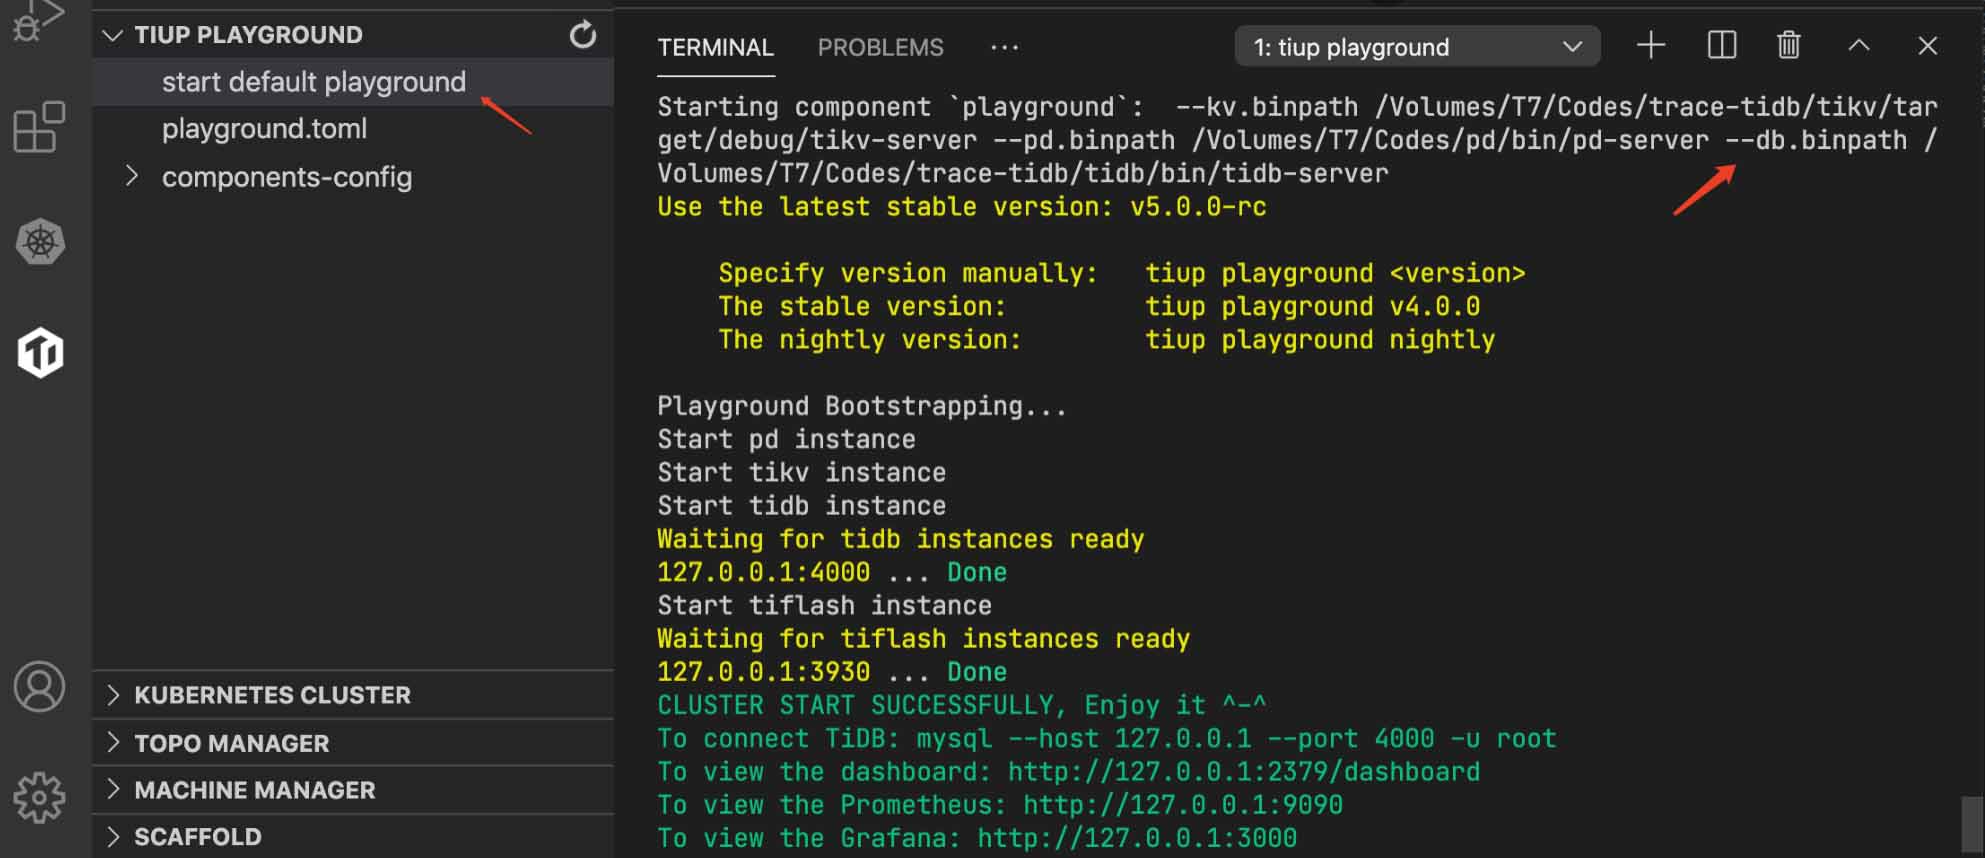 TIUP PLAYGROUND
start default playground
playground.toml
components-config
KUBERNETES CLUSTER
TOPO MANAGER
MACHINE MANAGER
SCAFFOLD
TERMINAL PROBLEMS ··· 1: tiup playground
Starting component `playground`:  --kv.binpath /Volumes/T7/Codes/trace-tidb/tikv/tar
get/debug/tikv-server --pd.binpath /Volumes/T7/Codes/pd/bin/pd-server --db.binpath /
Volumes/T7/Codes/trace-tidb/tidb/bin/tidb-server
Use the latest stable version: v5.0.0-rc
Specify version manually:   tiup playground <version>
The stable version:         tiup playground v4.0.0
The nightly version:        tiup playground nightly
Playground Bootstrapping...
Start pd instance
Start tikv instance
Start tidb instance
Waiting for tidb instances ready
127.0.0.1:4000 ... Done
Start tiflash instance
Waiting for tiflash instances ready
127.0.0.1:3930 ... Done
CLUSTER START SUCCESSFULLY, Enjoy it ^-^
To connect TiDB: mysql --host 127.0.0.1 --port 4000 -u root
To view the dashboard: http://127.0.0.1:2379/dashboard
To view the Prometheus: http://127.0.0.1:9090
To view the Grafana: http://127.0.0.1:3000